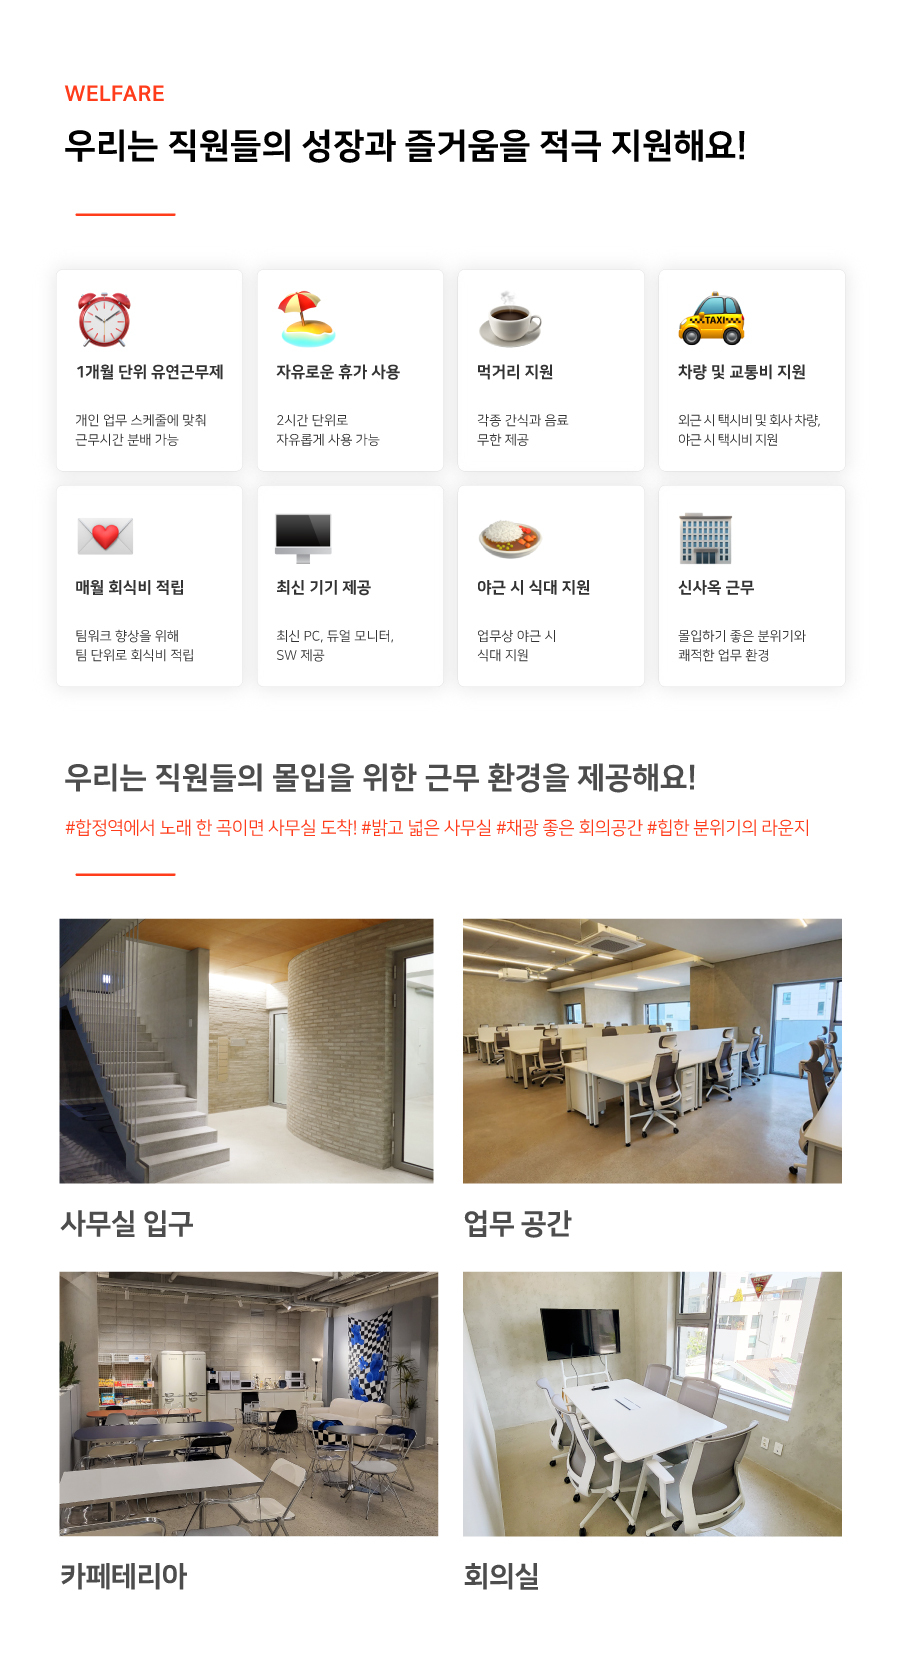 WELFARE
우리는 직원들의 성장과 즐거움을 적극 지원해요!
1개월 단위 유연근무제
개인 업무 스케줄에 맞춰
근무시간 분배 가능
자유로운 휴가 사용
2시간 단위로
자유롭게 사용 가능
먹거리 지원
각종 간식과 음료
무한 제공
TAXI
차량 및 교통비 지원
외근 시 택시비 및 회사 차량,
야근 시 택시비 지원
매월 회식비 적립
팀워크 향상을 위해
팀 단위로 회식비 적립
최신 기기 제공
최신 PC, 듀얼 모니터,
SW 제공
야근 시 식대 지원
업무상 야근 시
식대 지원
신사옥 근무
몰입하기 좋은 분위기와
쾌적한 업무 환경
우리는 직원들의 몰입을 위한 근무 환경을 제공해요!
#합정역에서 노래 한 곡이면 사무실 도착! #밝고 넓은 사무실 #채광 좋은 회의공간 #힙한 분위기의 라운지
사무실 입구
업무 공간
카페테리아
회의실